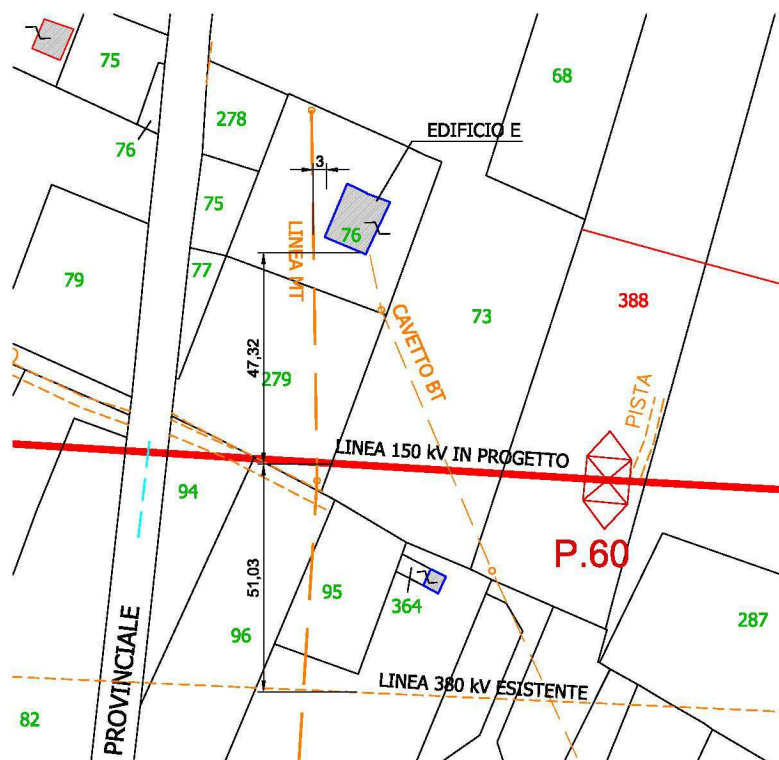 75
68
278
EDIFICIO E
76
3
75
76
LINEA MT
77
79
388
73
CAVETTO BT
47,32
279
PISTA
LINEA 150 kV IN PROGETTO
94
P.60
51,03
95
364
96
287
LINEA 380 kV ESISTENTE
82
PROVINCIALE